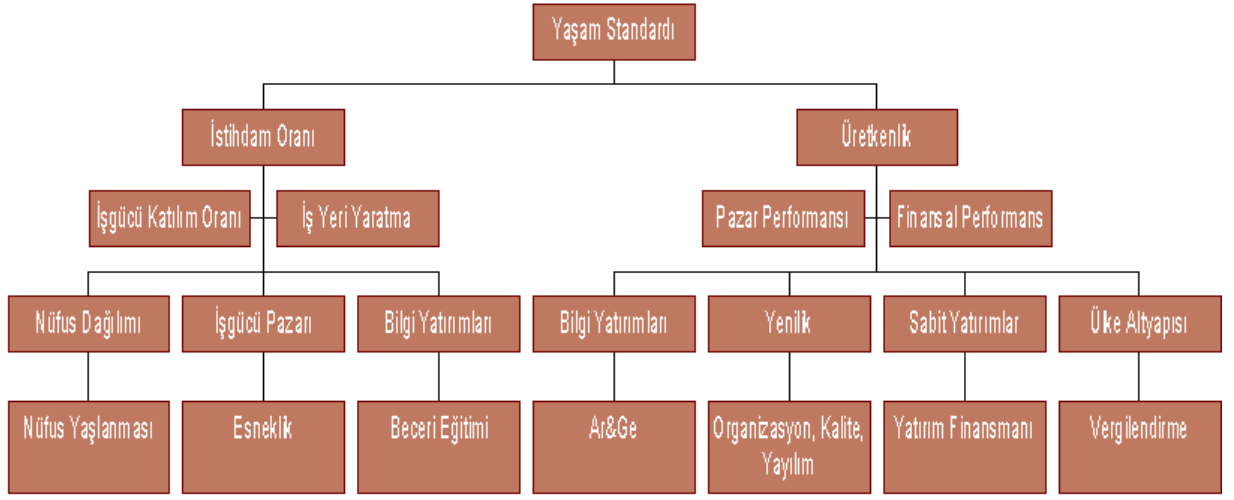 Yaşam Standardı
İstihdam Oranı
Üretkenlik
İşgücü Katılım Oranı
İş Yeri Yaratma
Pazar Performansı
Finansal Performans
Nüfus Dağılımı
İşgücü Pazarı
Bilgi Yatırımları
Bilgi Yatırımları
Yenilik
Sabit Yatırımlar
Ülke Altyapısı
Nüfus Yaşlanması
Esneklik
Beceri Eğitimi
Ar&Ge
Organizasyon, Kalite,
Yayılım
Yatırım Finansmanı
Vergilendirme